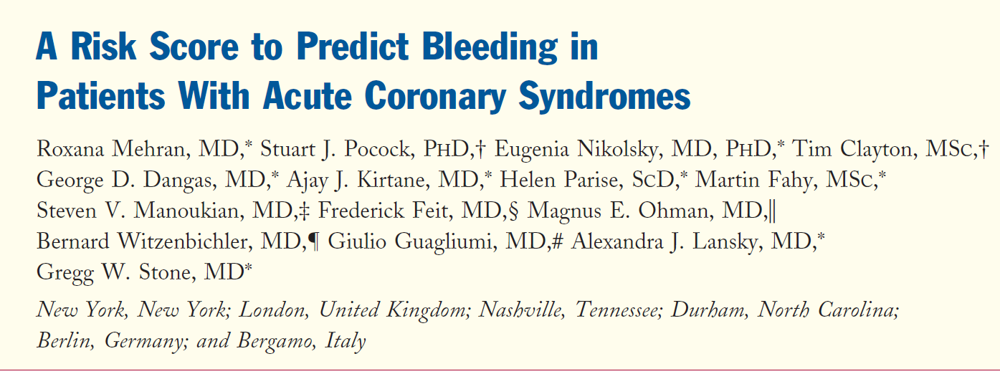 A Risk Score to Predict Bleeding in
Patients With Acute Coronary Syndromes
Roxana Mehran, MD,* Stuart J. Pocock, PHD,† Eugenia Nikolsky, MD, PHD,* Tim Clayton, MSC,†
George D. Dangas, MD,* Ajay J. Kirtane, MD,* Helen Parise, SCD,* Martin Fahy, MSC,*
Steven V. Manoukian, MD,‡ Frederick Feit, MD,§ Magnus E. Ohman, MD,‖
Bernard Witzenbichler, MD,¶ Giulio Guagliumi, MD,# Alexandra J. Lansky, MD,*
Gregg W. Stone, MD*
New York, New York; London, United Kingdom; Nashville, Tennessee; Durham, North Carolina;
Berlin, Germany; and Bergamo, Italy